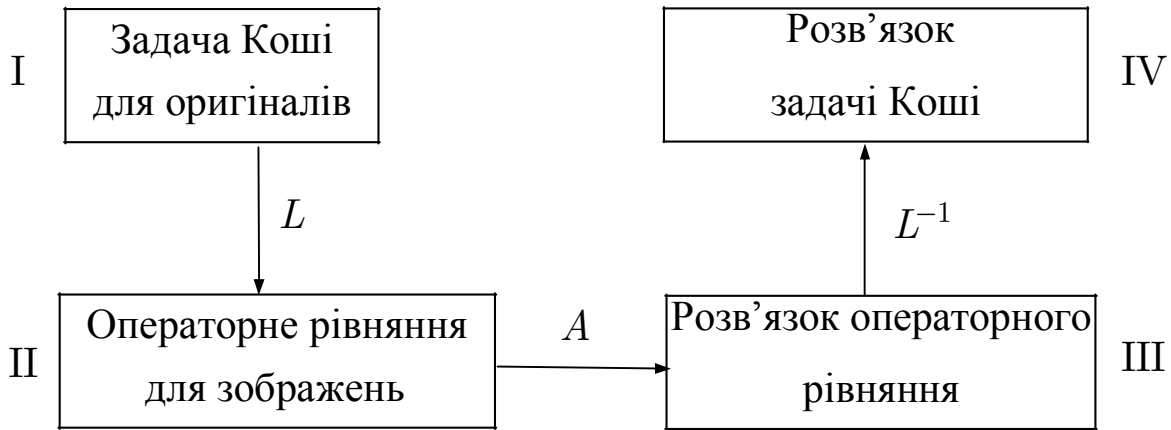 I
Задача Коші
для оригіналів
Розв’язок
задачі Коші
IV
L
L⁻¹
II
Операторне рівняння
для зображень
A
Розв’язок операторного
рівняння
III